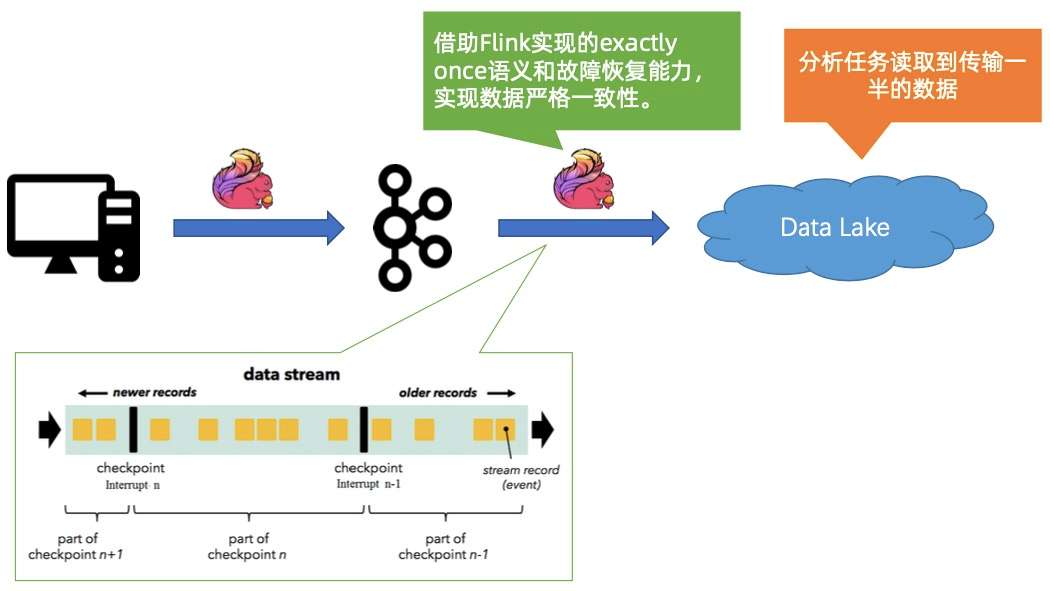 借助Flink实现的exactly
once语义和故障恢复能力，
实现数据严格一致性。
分析任务读取到传输一
半的数据
Data Lake
data stream
newer records
older records
checkpoint
Interrupt n
checkpoint
Interrupt n-1
stream record
(event)
part of
checkpoint n+1
part of
checkpoint n
part of
checkpoint n-1